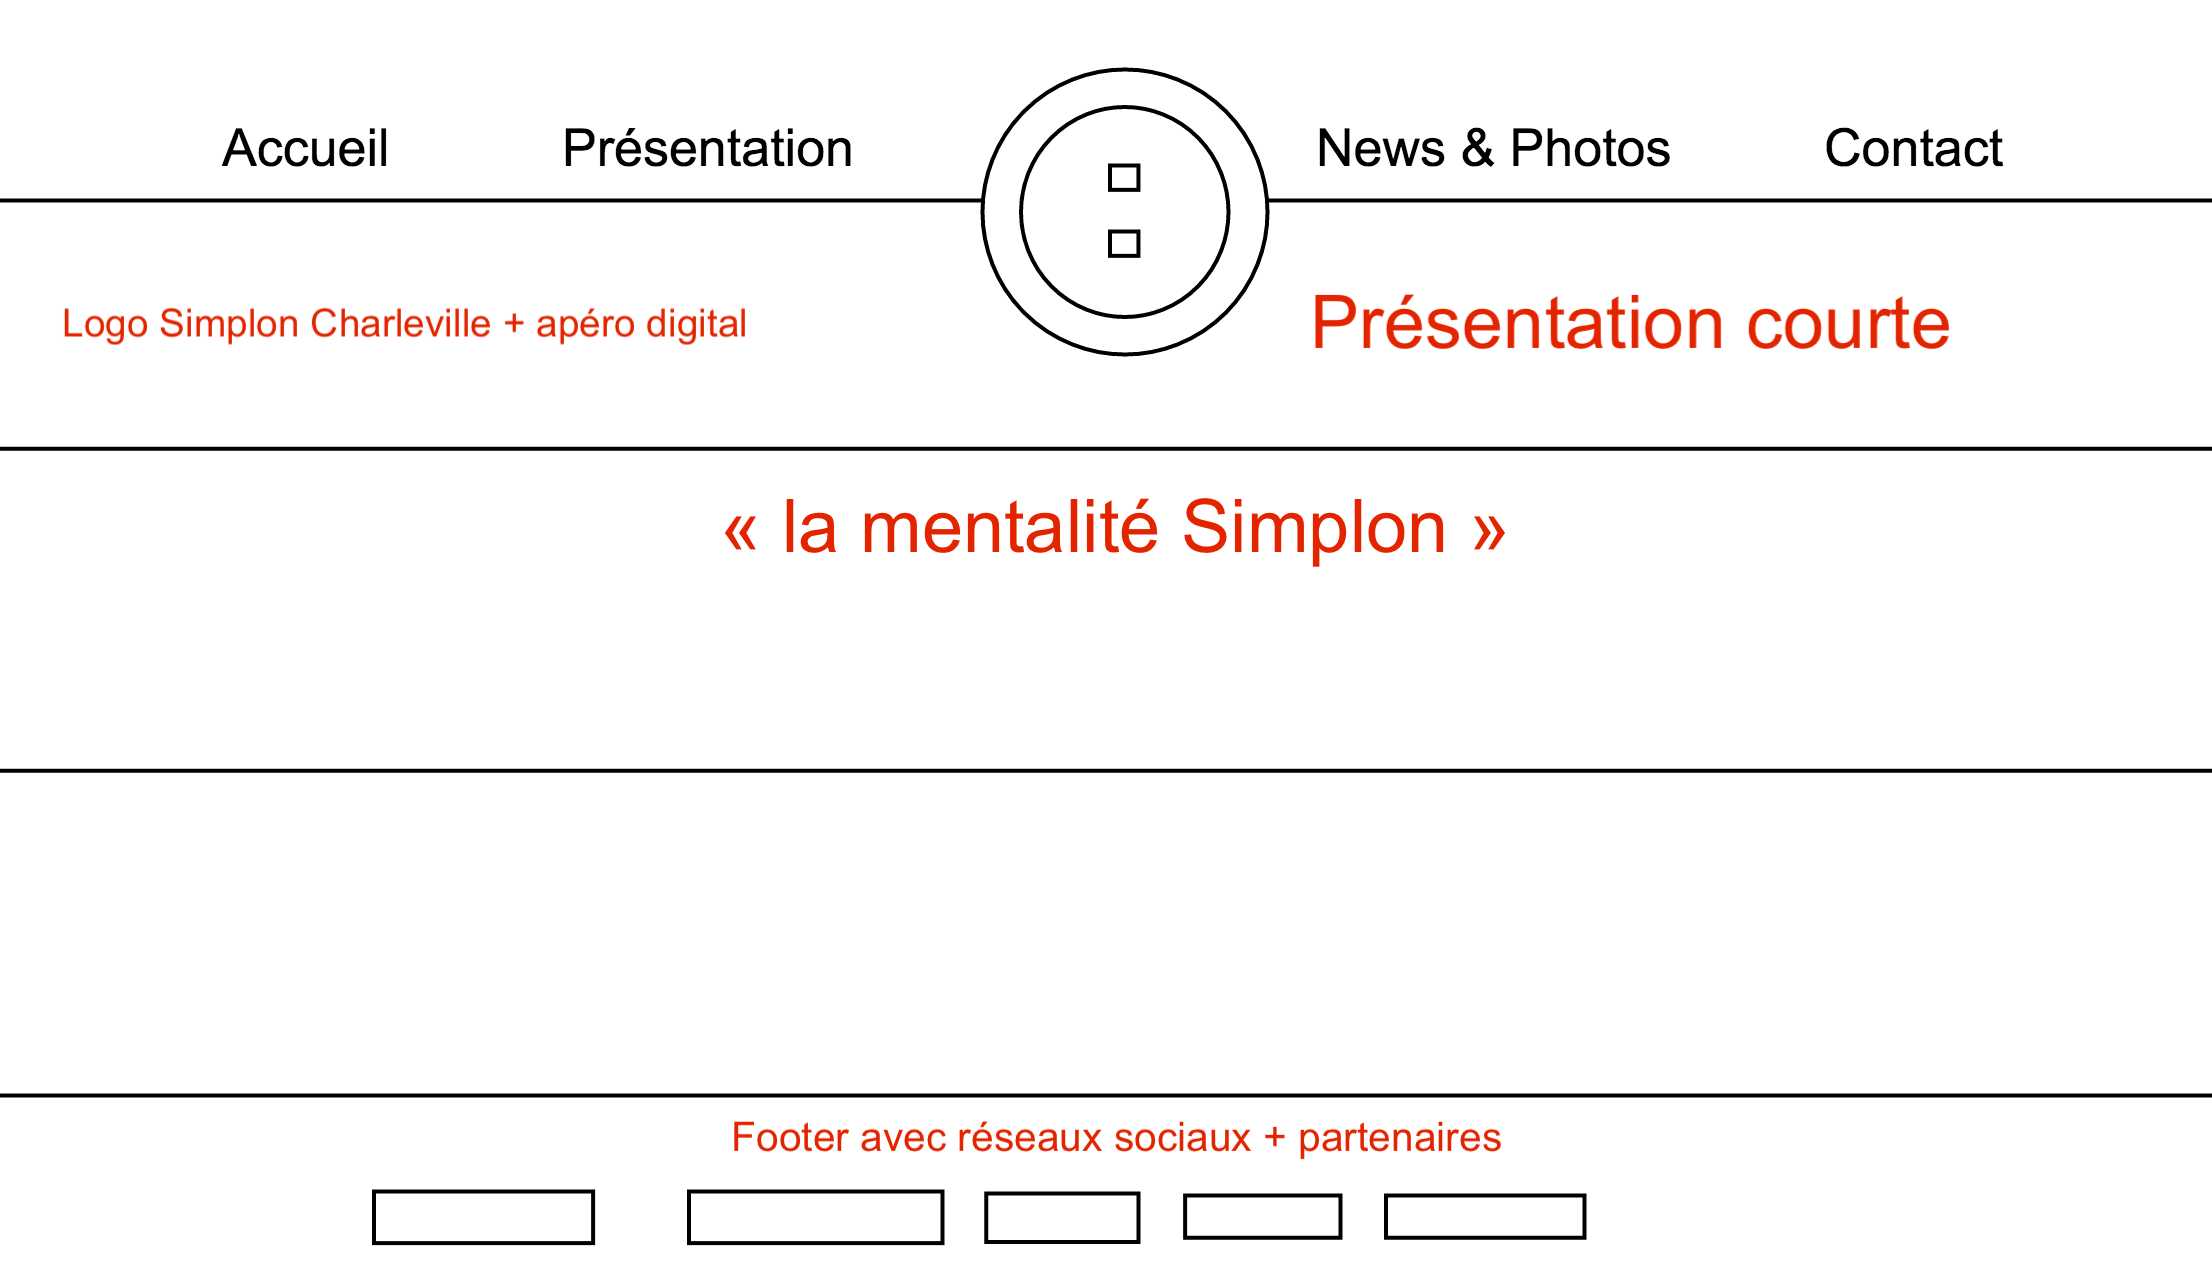 Accueil Présentation News & Photos Contact
Logo Simplon Charleville + apéro digital Présentation courte
« la mentalité Simplon »
Footer avec réseaux sociaux + partenaires